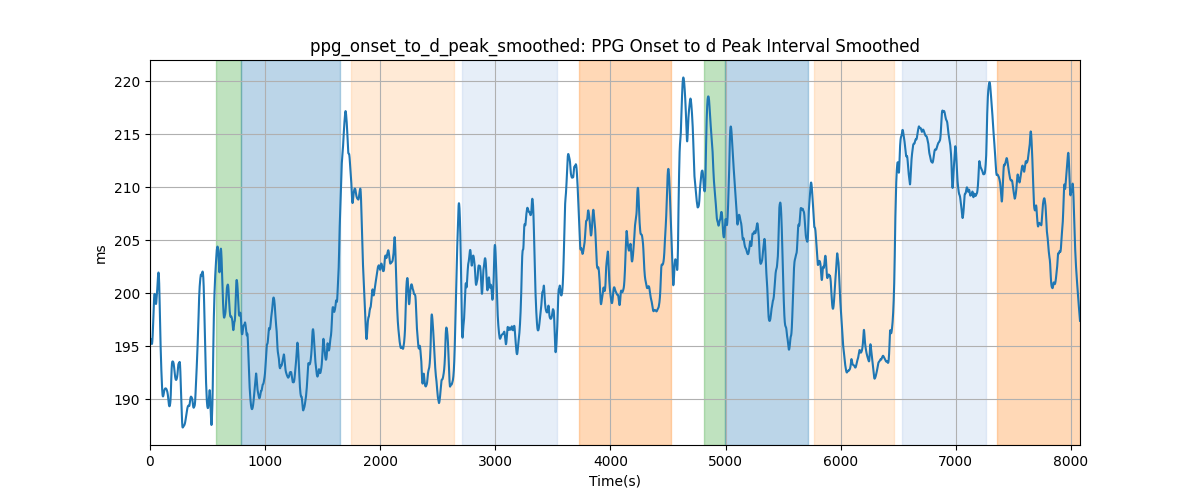 ppg_onset_to_d_peak_smoothed: PPG Onset to d Peak Interval Smoothed
220
215
210
205
200
195
190
ms
0 1000 2000 3000 4000 5000 6000 7000 8000
Time(s)